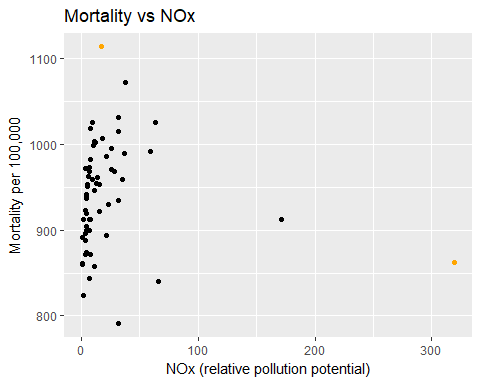 Mortality vs NOx
Mortality per 100,000
1100
1000
900
800
0 100 200 300
NOx (relative pollution potential)